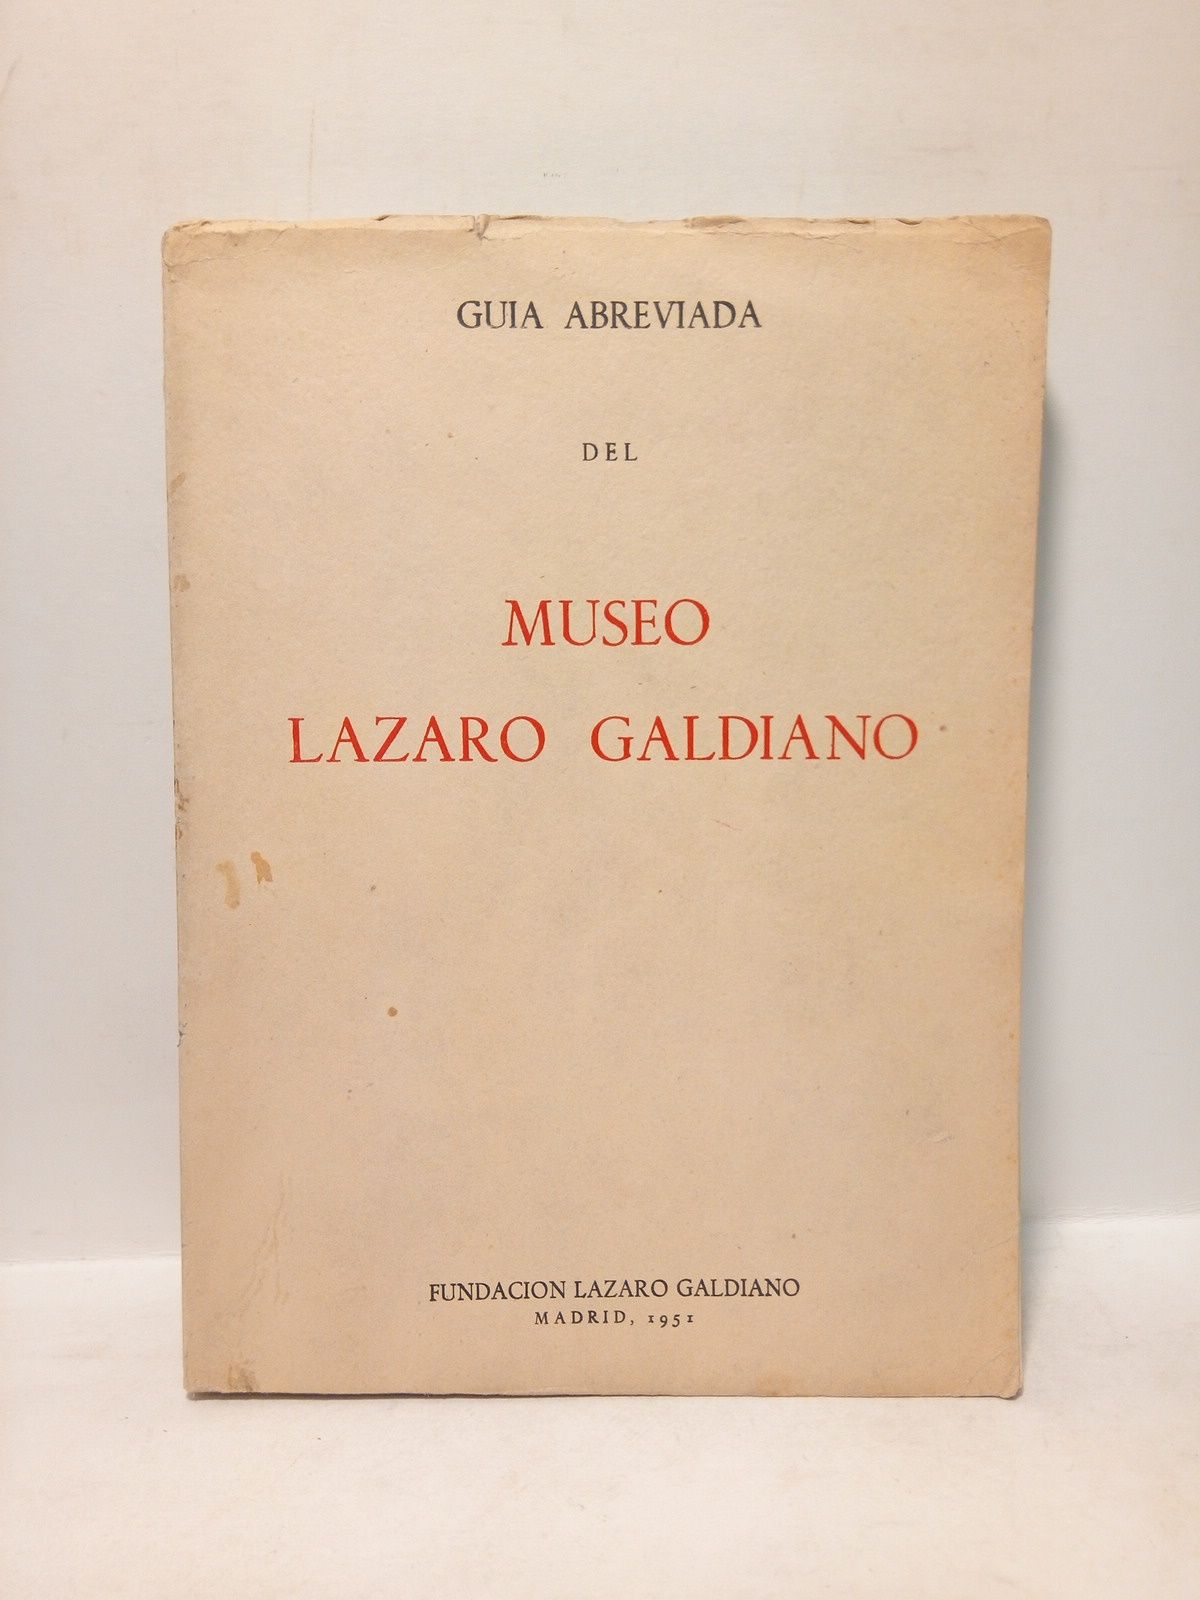 GUIA ABREVIADA
DEL
MUSEO
LAZARO GALDIANO
FUNDACION LAZARO GALDIANO
MADRID, 1951